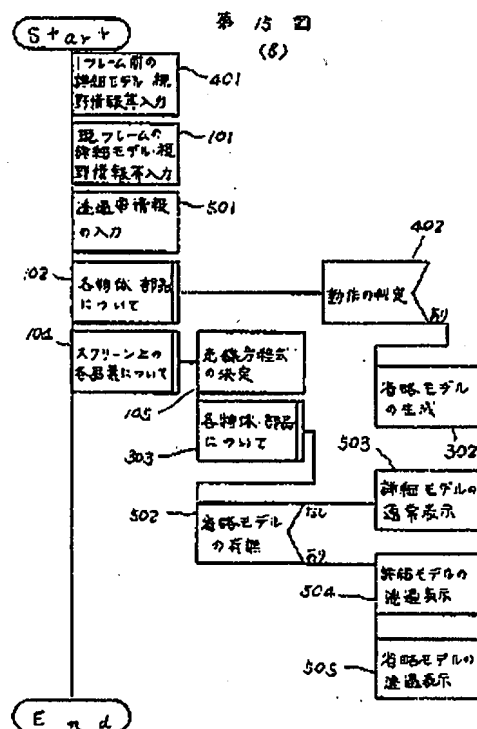 第 15 図
(B)
Start
1フレーム前の
詳細モデル・視
野情報等入力
401
現フレームの
詳細モデル・視
野情報等入力
101
透過率情報
の入力
501
102
各物体・部品
について
402
動作の判定
あり
省略モデル
の生成
302
104
スクリーン上の
各画素について
光線方程式
の決定
105
各物体・部品
について
303
502
省略モデル
の有無
なし
あり
503
詳細モデルの
通常表示
504
詳細モデルの
透過表示
505
省略モデルの
透過表示
End